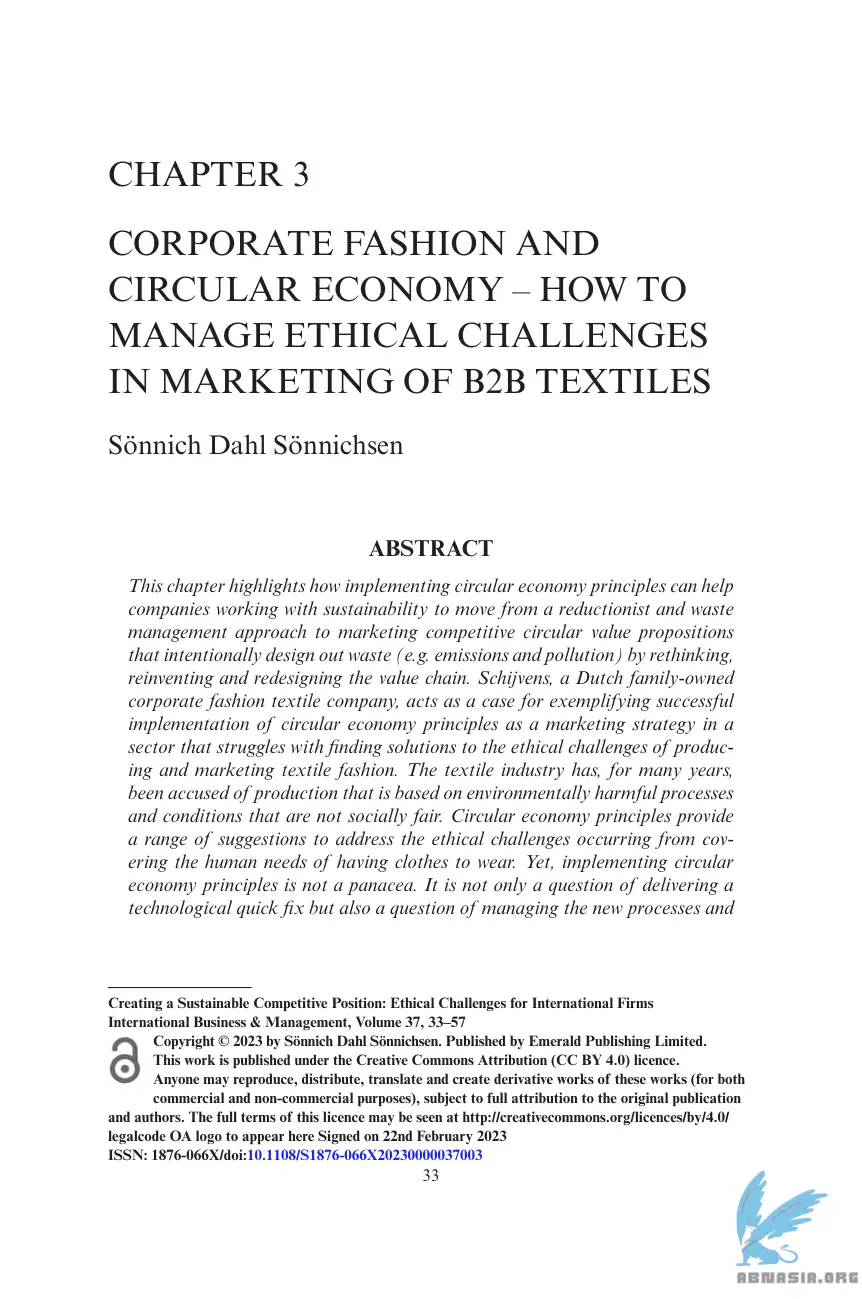 CHAPTER 3
CORPORATE FASHION AND
CIRCULAR ECONOMY – HOW TO
MANAGE ETHICAL CHALLENGES
IN MARKETING OF B2B TEXTILES
Sönnich Dahl Sönnichsen
ABSTRACT
This chapter highlights how implementing circular economy principles can help
companies working with sustainability to move from a reductionist and waste
management approach to marketing competitive circular value propositions
that intentionally design out waste (e.g. emissions and pollution) by rethinking,
reinventing and redesigning the value chain. Schijvens, a Dutch family-owned
corporate fashion textile company, acts as a case for exemplifying successful
implementation of circular economy principles as a marketing strategy in a
sector that struggles with finding solutions to the ethical challenges of produc-
ing and marketing textile fashion. The textile industry has, for many years,
been accused of production that is based on environmentally harmful processes
and conditions that are not socially fair. Circular economy principles provide
a range of suggestions to address the ethical challenges occurring from cov-
ering the human needs of having clothes to wear. Yet, implementing circular
economy principles is not a panacea. It is not only a question of delivering a
technological quick fix but also a question of managing the new processes and
Creating a Sustainable Competitive Position: Ethical Challenges for International Firms
International Business & Management, Volume 37, 33–57
Copyright © 2023 by Sönnich Dahl Sönnichsen. Published by Emerald Publishing Limited.
This work is published under the Creative Commons Attribution (CC BY 4.0) licence.
Anyone may reproduce, distribute, translate and create derivative works of these works (for both
commercial and non-commercial purposes), subject to full attribution to the original publication
and authors. The full terms of this licence may be seen at http://creativecommons.org/licences/by/4.0/
legalcode OA logo to appear here Signed on 22nd February 2023
ISSN: 1876-066X/doi:10.1108/S1876-066X20230000037003
33
ABNASIA.ORG